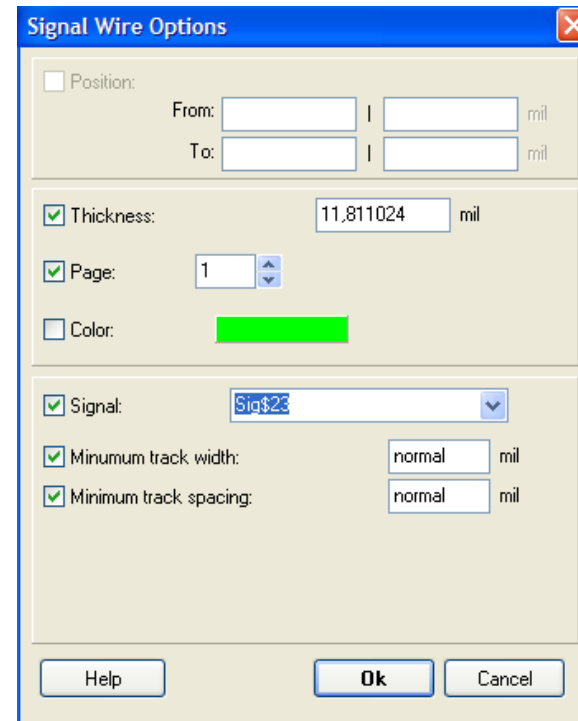 Signal Wire Options
Position:
From: | mil
To: | mil
Thickness: 11,811024 mil
Page: 1
Color:
Signal: Sig$23
Minumum track width: normal mil
Minimum track spacing: normal mil
Help Ok Cancel